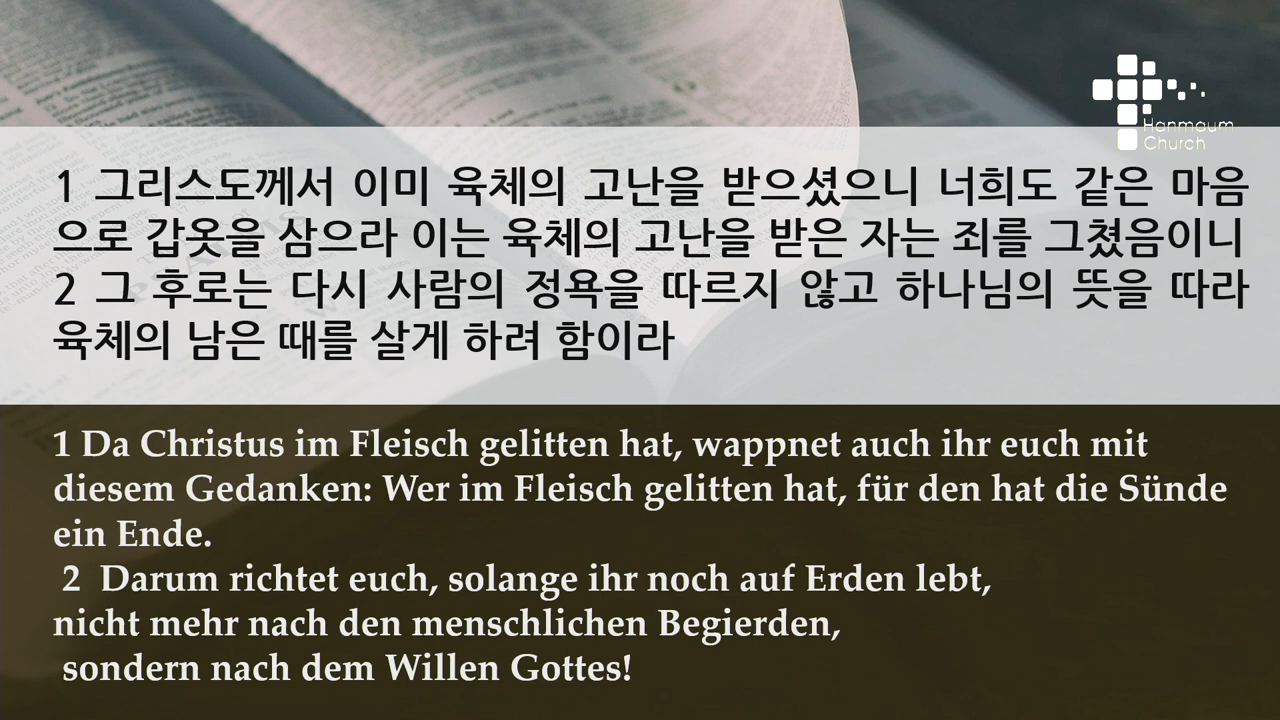 Hanmaum
Church
1 그리스도께서 이미 육체의 고난을 받으셨으니 너희도 같은 마음
으로 갑옷을 삼으라 이는 육체의 고난을 받은 자는 죄를 그쳤음이니
2 그 후로는 다시 사람의 정욕을 따르지 않고 하나님의 뜻을 따라
육체의 남은 때를 살게 하려 함이라
1 Da Christus im Fleisch gelitten hat, wappnet auch ihr euch mit
diesem Gedanken: Wer im Fleisch gelitten hat, für den hat die Sünde
ein Ende.
2 Darum richtet euch, solange ihr noch auf Erden lebt,
nicht mehr nach den menschlichen Begierden,
sondern nach dem Willen Gottes!